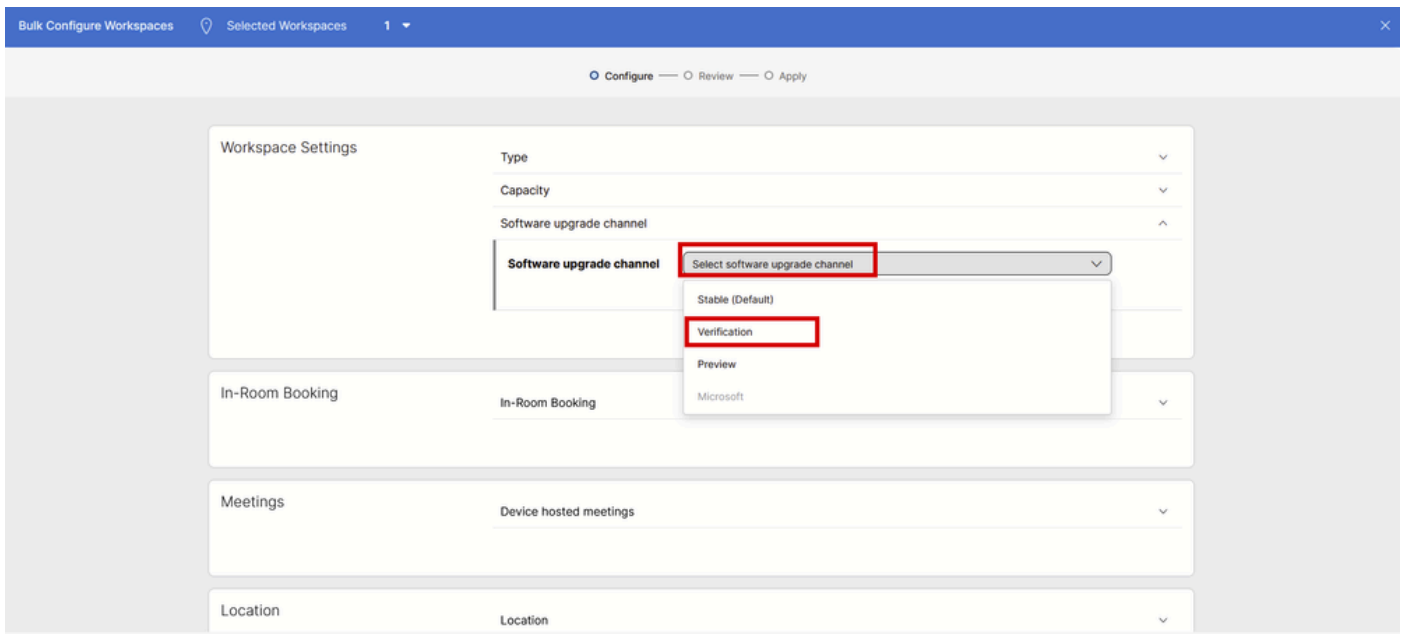 Bulk Configure Workspaces Selected Workspaces 1
Configure Review Apply
Workspace Settings
Type
Capacity
Software upgrade channel
Software upgrade channel Select software upgrade channel
Stable (Default)
Verification
Preview
Microsoft
In-Room Booking
In-Room Booking
Meetings
Device hosted meetings
Location
Location